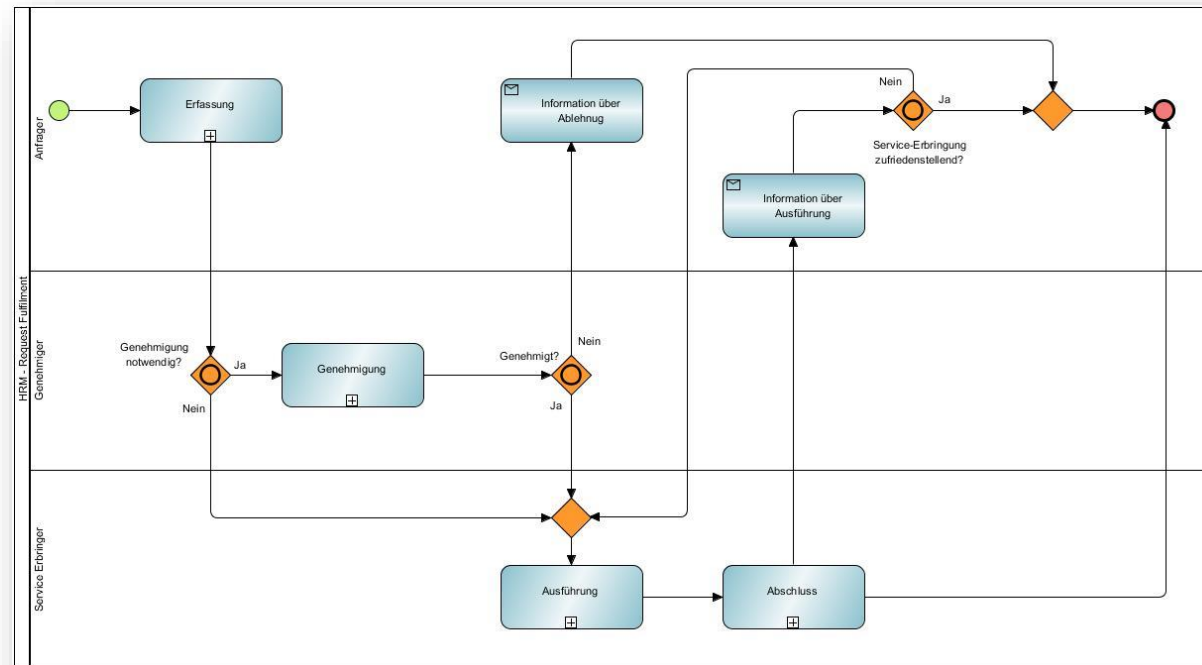 HRM - Request Fulfilment
Anfrager
Erfassung
Information über
Ablehnug
Nein
Ja
Service-Erbringung
zufriedenstellend?
Information über
Ausführung
Genehmiger
Genehmigung
notwendig?
Ja
Nein
Genehmigung
Genehmigt?
Nein
Ja
Service Erbringer
Ausführung
Abschluss